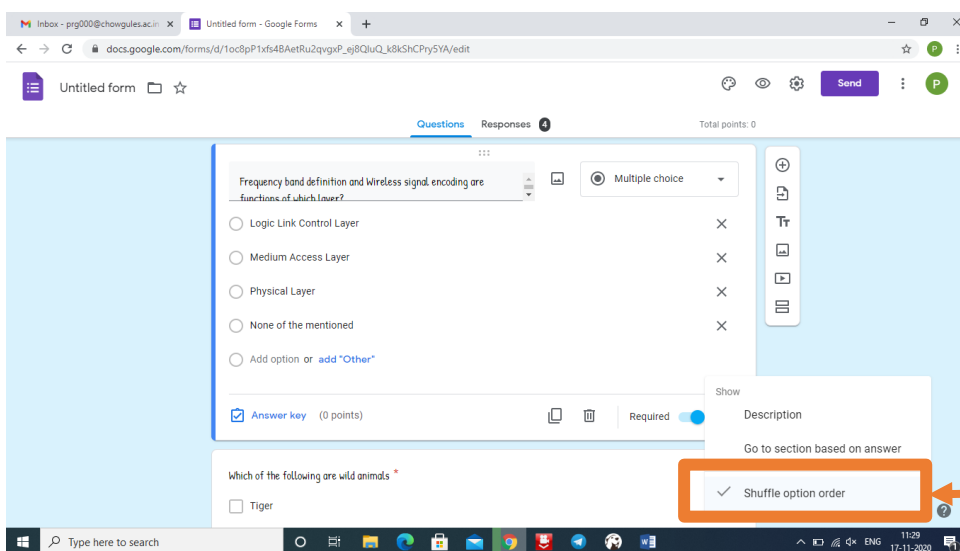 Inbox - prg000@chowgules.ac.in
Untitled form - Google Forms
docs.google.com/forms/d/1oc8pP1xfs4BAetRu2qvgxP_ej8QluQ_k8kShCPry5YA/edit
P
Untitled form
Send
P
Questions Responses 4
Total points: 0
Frequency band definition and Wireless signal encoding are
functions of which layer?
Multiple choice
Logic Link Control Layer
Medium Access Layer
Physical Layer
None of the mentioned
Add option or add "Other"
Answer key (0 points)
Required
Show
Description
Go to section based on answer
Shuffle option order
Which of the following are wild animals *
Tiger
Type here to search
ENG
11:29
17-11-2020